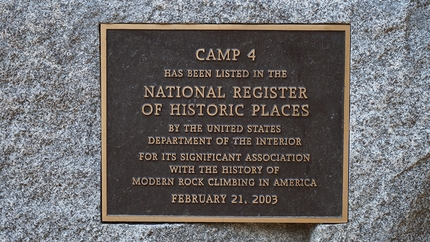 CAMP 4
HAS BEEN LISTED IN THE
NATIONAL REGISTER
OF HISTORIC PLACES
BY THE UNITED STATES
DEPARTMENT OF THE INTERIOR
FOR ITS SIGNIFICANT ASSOCIATION
WITH THE HISTORY OF
MODERN ROCK CLIMBING IN AMERICA
FEBRUARY 21, 2003